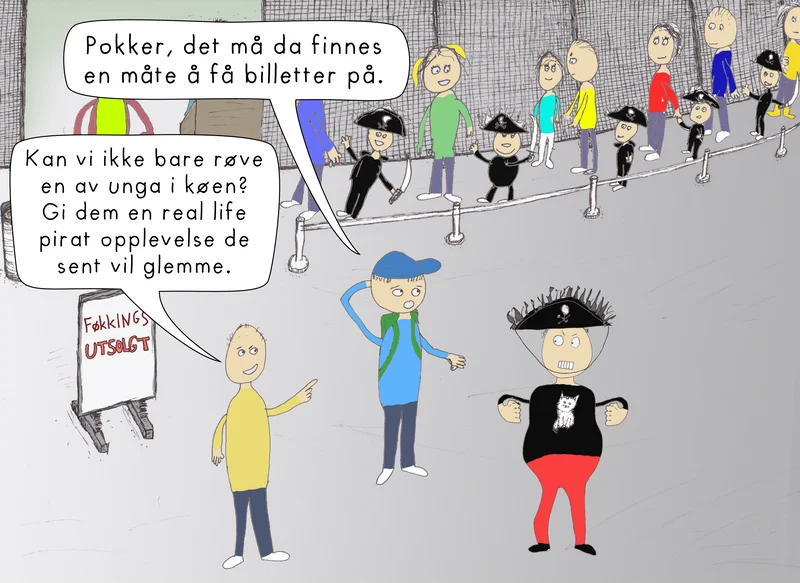 Pokker, det må da finnes
en måte å få billetter på.
Kan vi ikke bare røve
en av unga i køen?
Gi dem en real life
pirat opplevelse de
sent vil glemme.
FøkkINGS
UTSOLGT